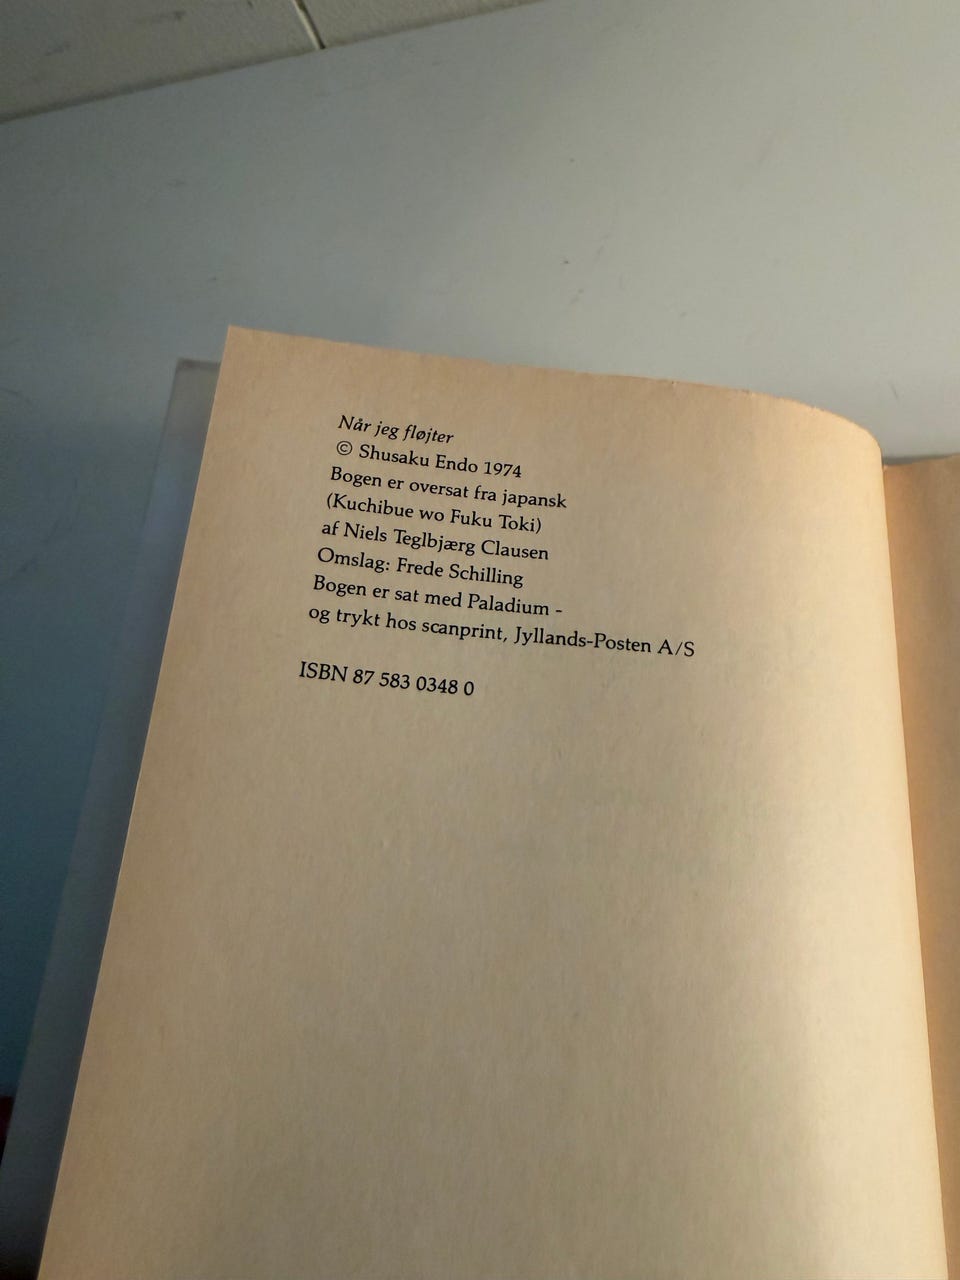 Når jeg fløjter
© Shusaku Endo 1974
Bogen er oversat fra japansk
(Kuchibue wo Fuku Toki)
af Niels Teglbjærg Clausen
Omslag: Frede Schilling
Bogen er sat med Paladium -
og trykt hos scanprint, Jyllands-Posten A/S
ISBN 87 583 0348 0